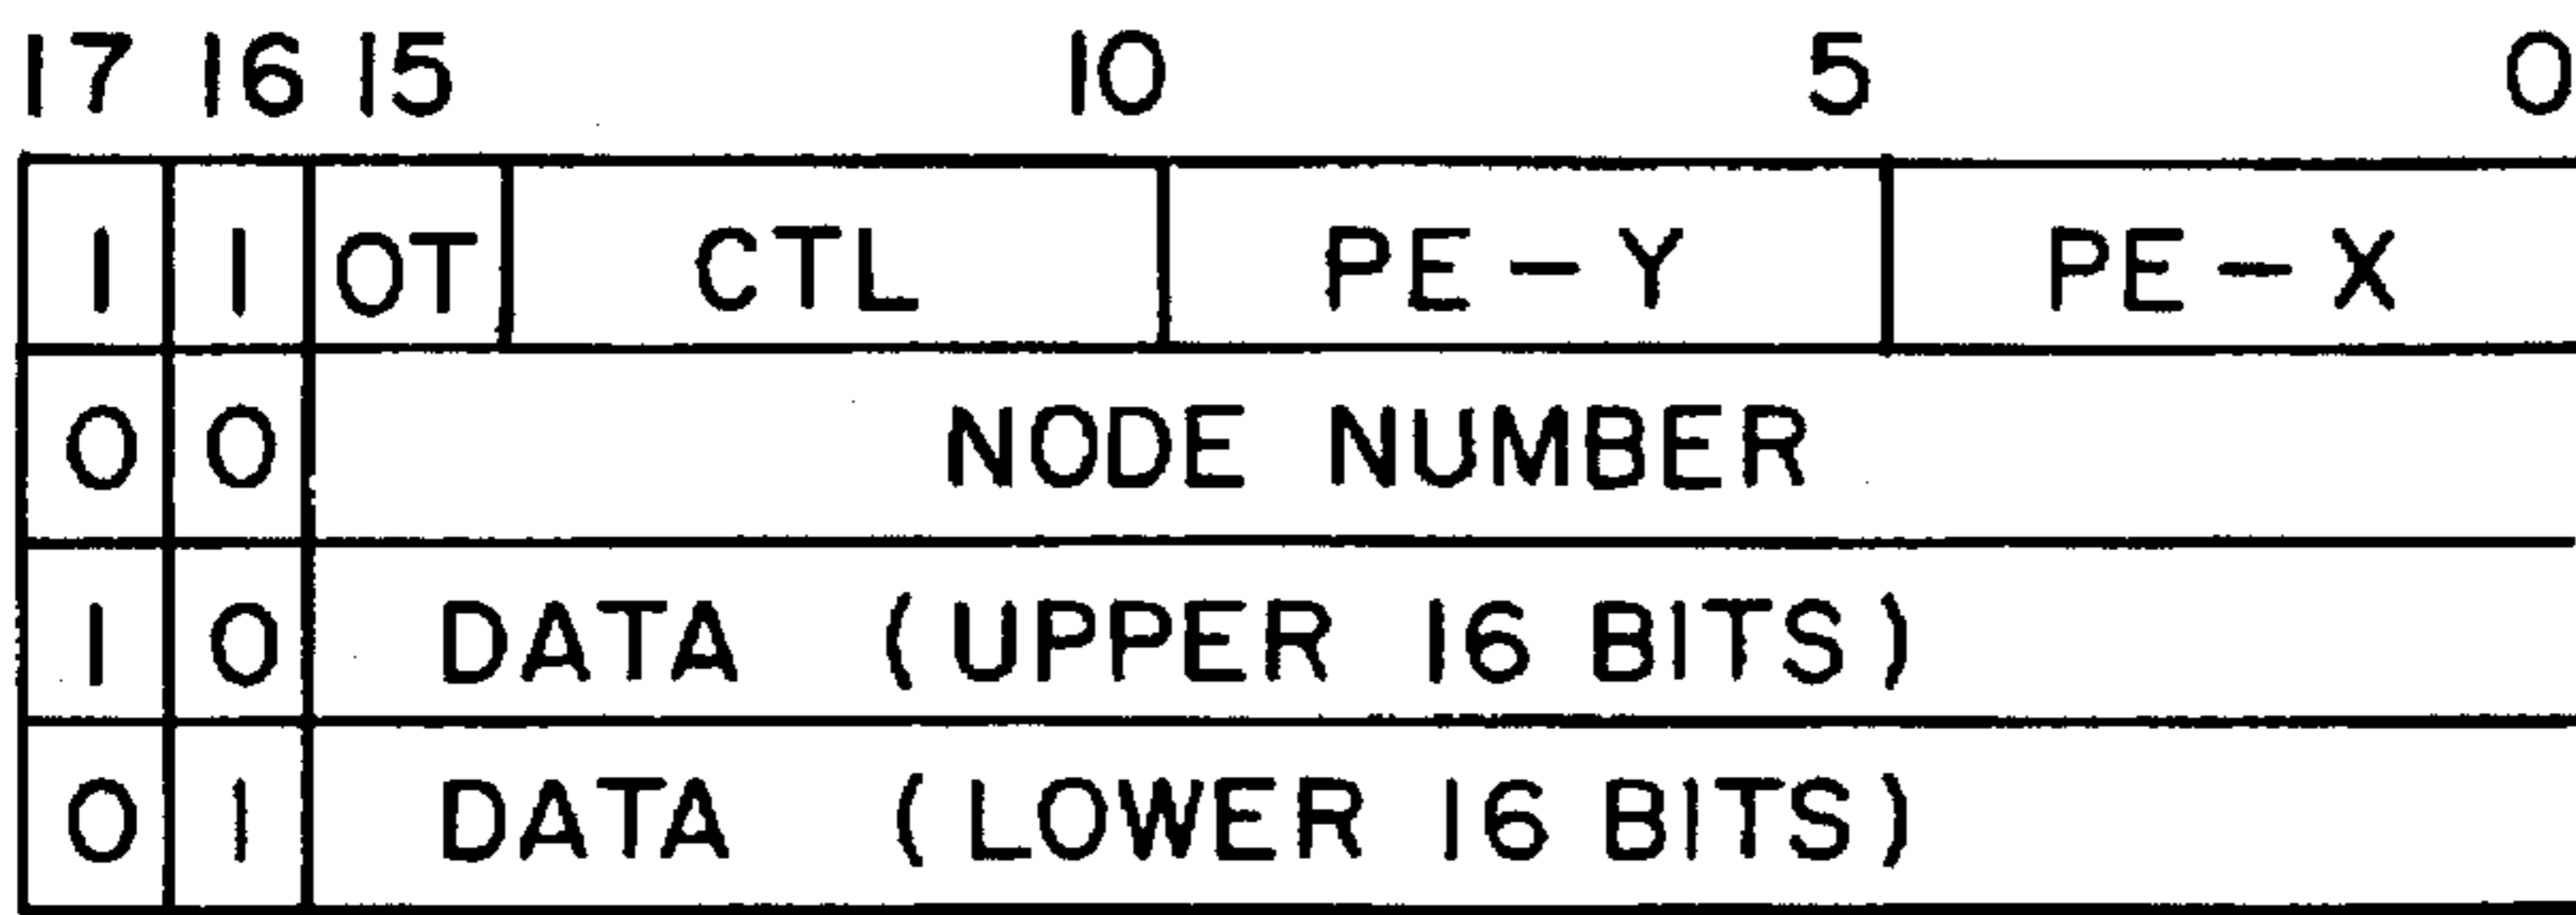 17 16 15 10 5 0
1 1 OT CTL PE-Y PE-X
0 0 NODE NUMBER
1 0 DATA (UPPER 16 BITS)
0 1 DATA (LOWER 16 BITS)